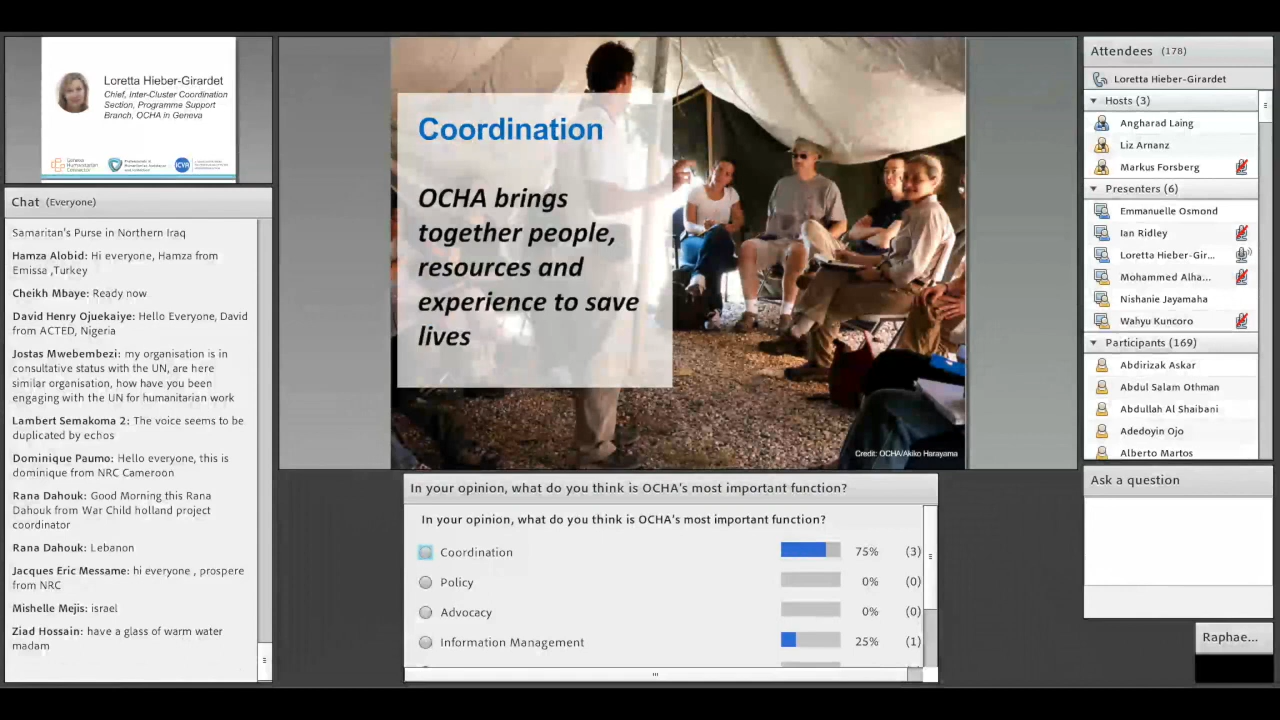 Loretta Hieber-Girardet
Chief, Inter-Cluster Coordination
Section, Programme Support
Branch, OCHA in Geneva
ICVA
Chat (Everyone)
Samaritan's Purse in Northern Iraq
Hamza Alobid: Hi everyone, Hamza from
Emissa ,Turkey
Cheikh Mbaye: Ready now
David Henry Ojuekaiye: Hello Everyone, David
from ACTED, Nigeria
Jostas Mwebembezi: my organisation is in
consultative status with the UN, are here
similar organisation, how have you been
engaging with the UN for humanitarian work
Lambert Semakoma 2: The voice seems to be
duplicated by echos
Dominique Paumo: Hello everyone, this is
dominique from NRC Cameroon
Rana Dahouk: Good Morning this Rana
Dahouk from War Child holland project
coordinator
Rana Dahouk: Lebanon
Jacques Eric Messame: hi everyone , prospere
from NRC
Mishelle Mejis: israel
Ziad Hossain: have a glass of warm water
madam
Coordination
OCHA brings
together people,
resources and
experience to save
lives
Credit: OCHA/Akiko Harayama
In your opinion, what do you think is OCHA's most important function?
In your opinion, what do you think is OCHA's most important function?
Coordination 75% (3)
Policy 0% (0)
Advocacy 0% (0)
Information Management 25% (1)
Attendees (178)
Loretta Hieber-Girardet
Hosts (3)
Angharad Laing
Liz Arnanz
Markus Forsberg
Presenters (6)
Emmanuelle Osmond
Ian Ridley
Loretta Hieber-Gir...
Mohammed Alha...
Nishanie Jayamaha
Wahyu Kuncoro
Participants (169)
Abdirizak Askar
Abdul Salam Othman
Abdullah Al Shaibani
Adedoyin Ojo
Alberto Martos
Ask a question
Raphae...